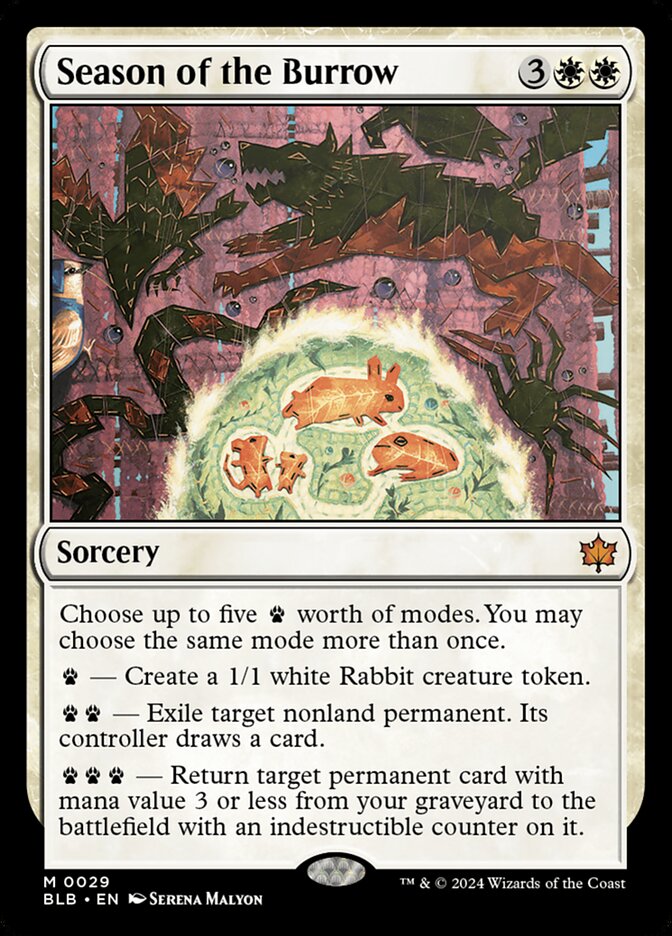 Season of the Burrow 3
Sorcery
Choose up to five worth of modes. You may
choose the same mode more than once.
— Create a 1/1 white Rabbit creature token.
— Exile target nonland permanent. Its
controller draws a card.
— Return target permanent card with
mana value 3 or less from your graveyard to the
battlefield with an indestructible counter on it.
M 0029
BLB • EN Serena Malyon
™ & © 2024 Wizards of the Coast